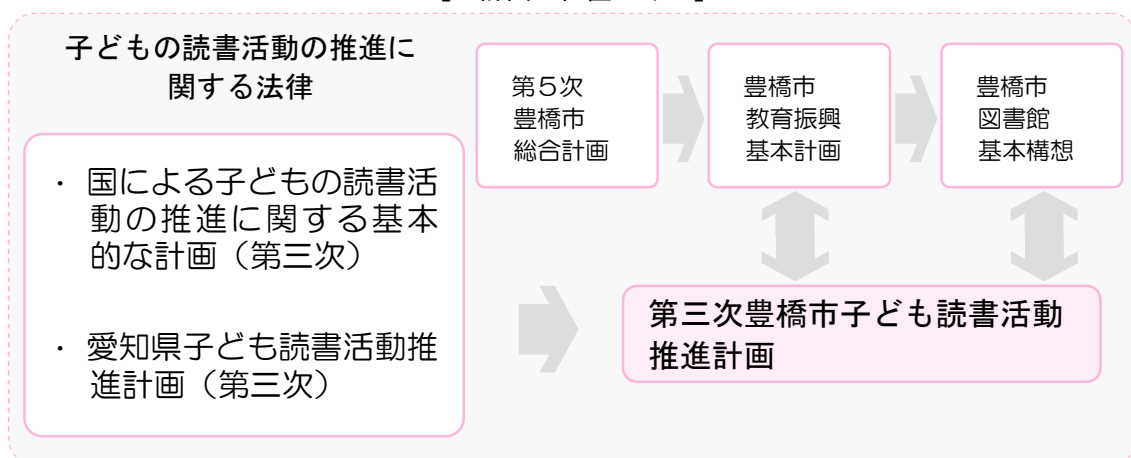 子どもの読書活動の推進に
関する法律
・ 国による子どもの読書活
動の推進に関する基本
的な計画（第三次）
・ 愛知県子ども読書活動推
進計画（第三次）
第５次
豊橋市
総合計画
豊橋市
教育振興
基本計画
豊橋市
図書館
基本構想
第三次豊橋市子ども読書活動
推進計画